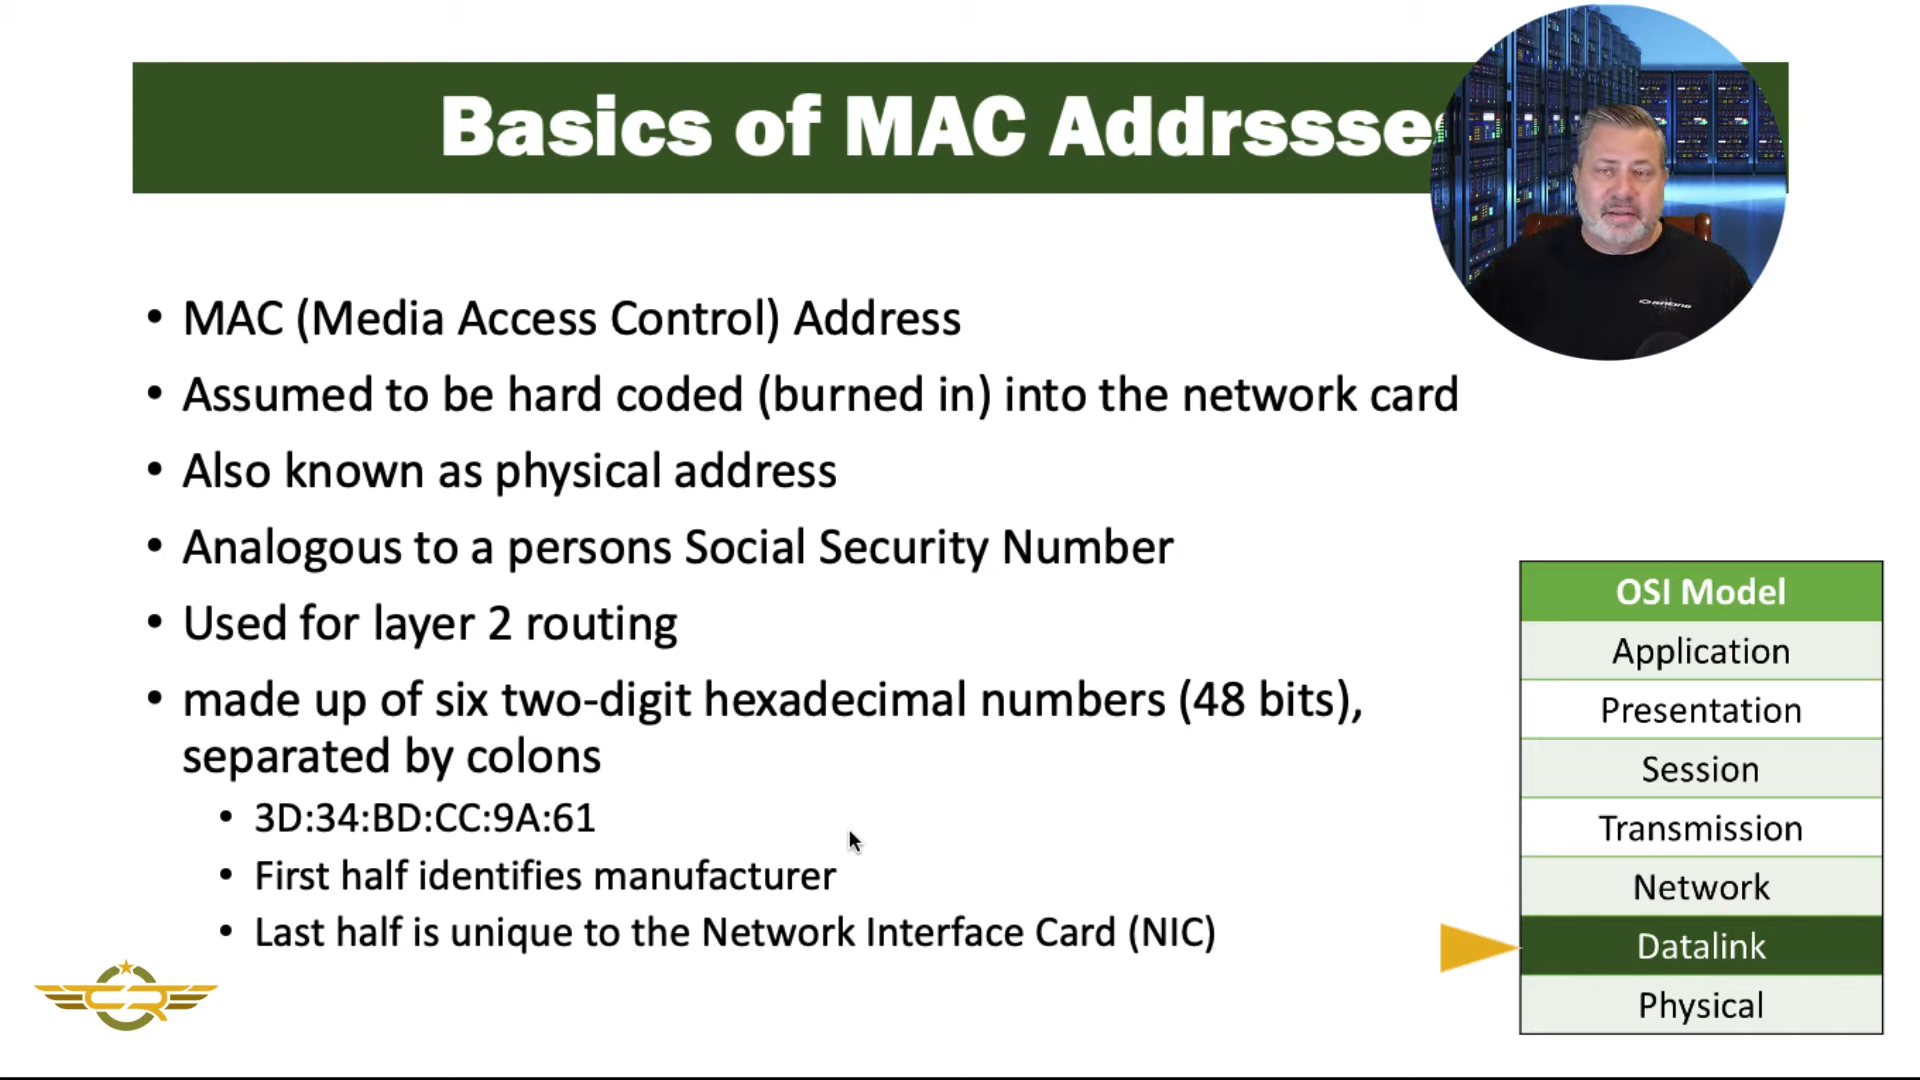 Basics of MAC Addrssses
MAC (Media Access Control) Address
Assumed to be hard coded (burned in) into the network card
Also known as physical address
Analogous to a persons Social Security Number
Used for layer 2 routing
made up of six two-digit hexadecimal numbers (48 bits),
separated by colons
3D:34:BD:CC:9A:61
First half identifies manufacturer
Last half is unique to the Network Interface Card (NIC)
OSI Model
Application
Presentation
Session
Transmission
Network
Datalink
Physical
CR